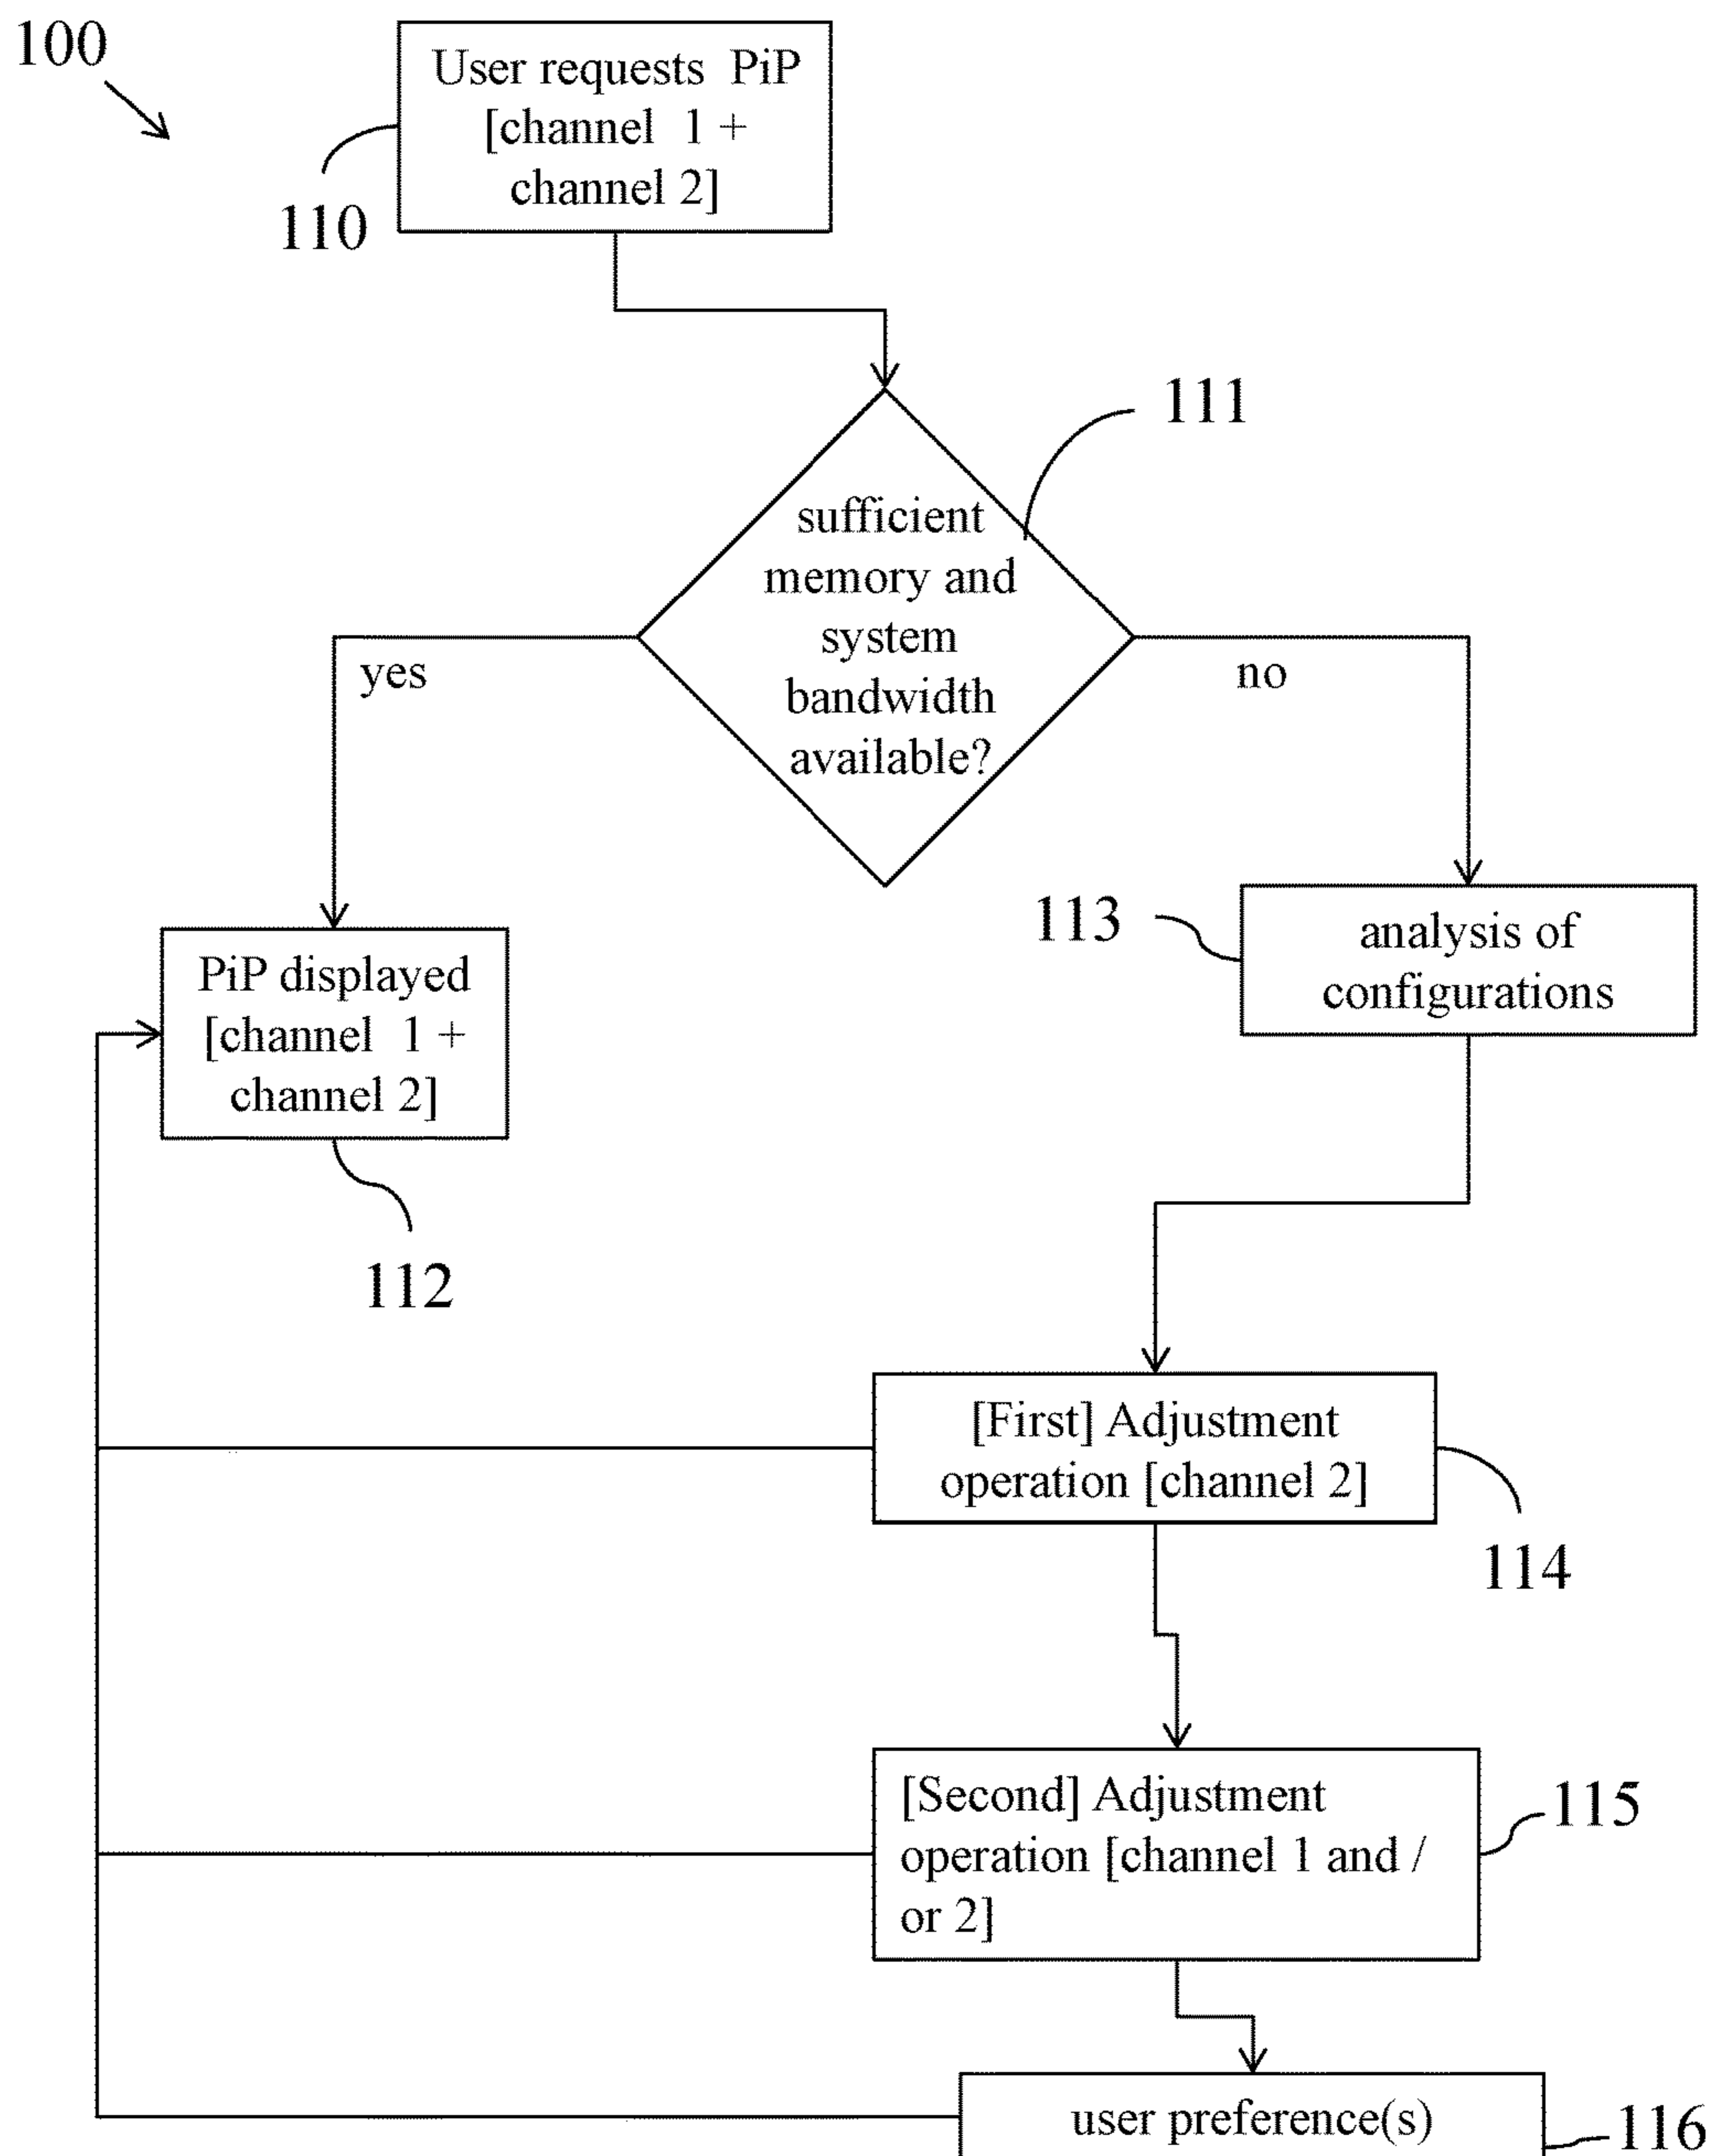 100
User requests PiP
[channel 1 +
channel 2]
110
111
sufficient
memory and
system
bandwidth
available?
yes
no
113
analysis of
configurations
PiP displayed
[channel 1 +
channel 2]
112
[First] Adjustment
operation [channel 2]
114
[Second] Adjustment
operation [channel 1 and /
or 2]
115
user preference(s)
116